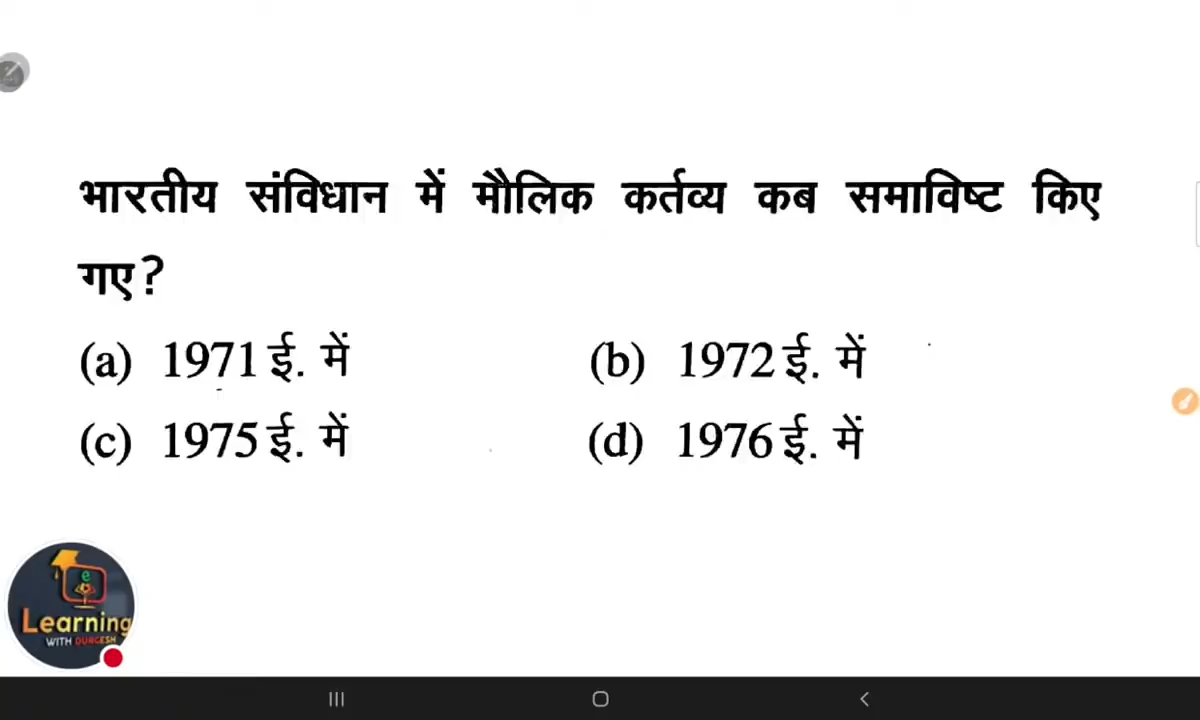 भारतीय संविधान में मौलिक कर्तव्य कब समाविष्ट किए
गए?
(a) 1971 ई. में (b) 1972 ई. में
(c) 1975 ई. में (d) 1976 ई. में
e
Learning
WITH DURGESH